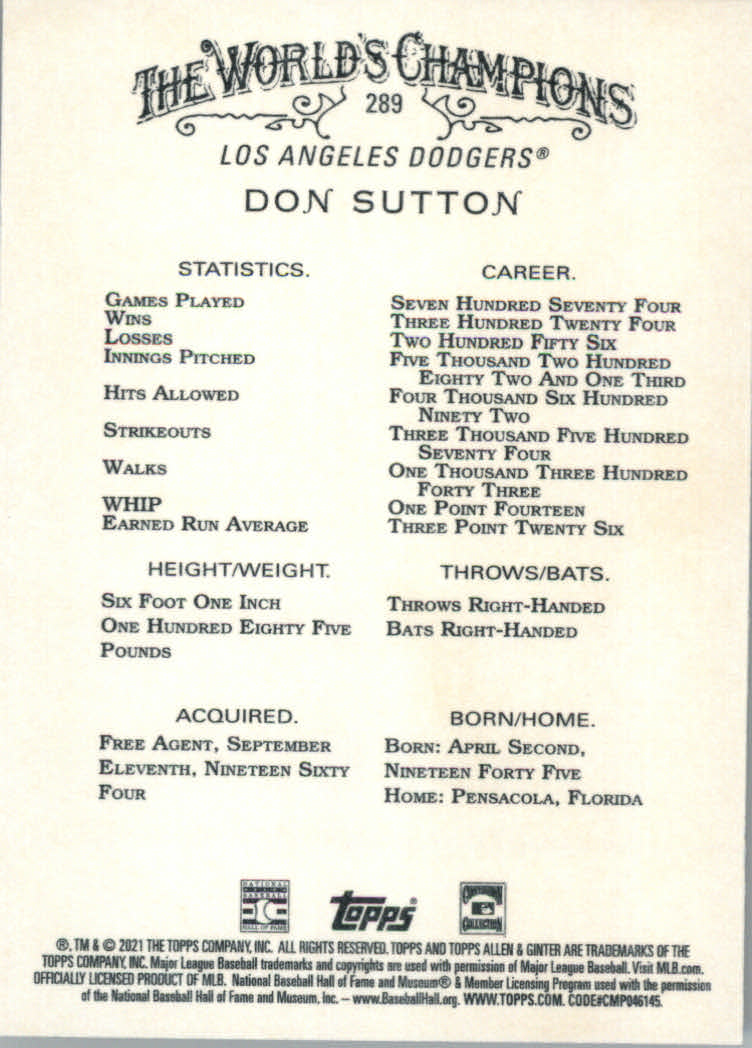 THE WORLD'S CHAMPIONS
289
LOS ANGELES DODGERS®
DON SUTTON
STATISTICS.
CAREER.
GAMES PLAYED
SEVEN HUNDRED SEVENTY FOUR
WINS
THREE HUNDRED TWENTY FOUR
LOSSES
TWO HUNDRED FIFTY SIX
INNINGS PITCHED
FIVE THOUSAND TWO HUNDRED
EIGHTY TWO AND ONE THIRD
HITS ALLOWED
FOUR THOUSAND SIX HUNDRED
NINETY TWO
STRIKEOUTS
THREE THOUSAND FIVE HUNDRED
SEVENTY FOUR
WALKS
ONE THOUSAND THREE HUNDRED
FORTY THREE
WHIP
ONE POINT FOURTEEN
EARNED RUN AVERAGE
THREE POINT TWENTY SIX
HEIGHT/WEIGHT.
SIX FOOT ONE INCH
ONE HUNDRED EIGHTY FIVE
POUNDS
THROWS/BATS.
THROWS RIGHT-HANDED
BATS RIGHT-HANDED
ACQUIRED.
FREE AGENT, SEPTEMBER
ELEVENTH, NINETEEN SIXTY
FOUR
BORN/HOME.
BORN: APRIL SECOND,
NINETEEN FORTY FIVE
HOME: PENSACOLA, FLORIDA
NATIONAL
BASEBALL
HALL OF FAME
Topps®
COOPERSTOWN
COLLECTION
®, TM & © 2021 THE TOPPS COMPANY, INC. ALL RIGHTS RESERVED. TOPPS AND TOPPS ALLEN & GINTER ARE TRADEMARKS OF THE
TOPPS COMPANY, INC. Major League Baseball trademarks and copyrights are used with permission of Major League Baseball. Visit MLB.com.
OFFICIALLY LICENSED PRODUCT OF MLB. National Baseball Hall of Fame and Museum® & Member Licensing Program used with the permission
of the National Baseball Hall of Fame and Museum, Inc. – www.BaseballHall.org. WWW.TOPPS.COM. CODE#CMP046145.